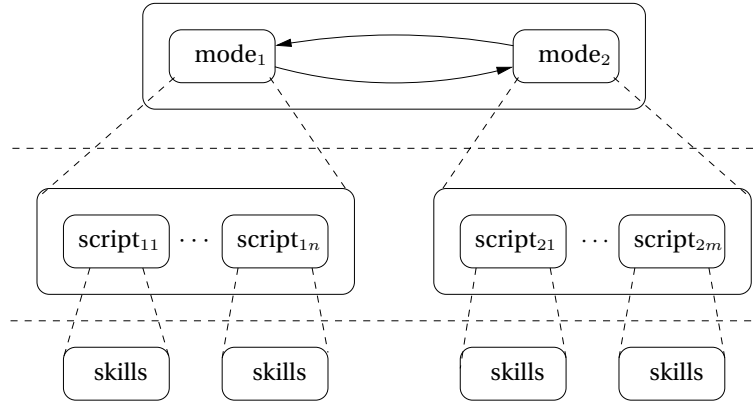 mode₁ mode₂
script₁₁ ··· script₁ₙ script₂₁ ··· script₂ₘ
skills skills skills skills